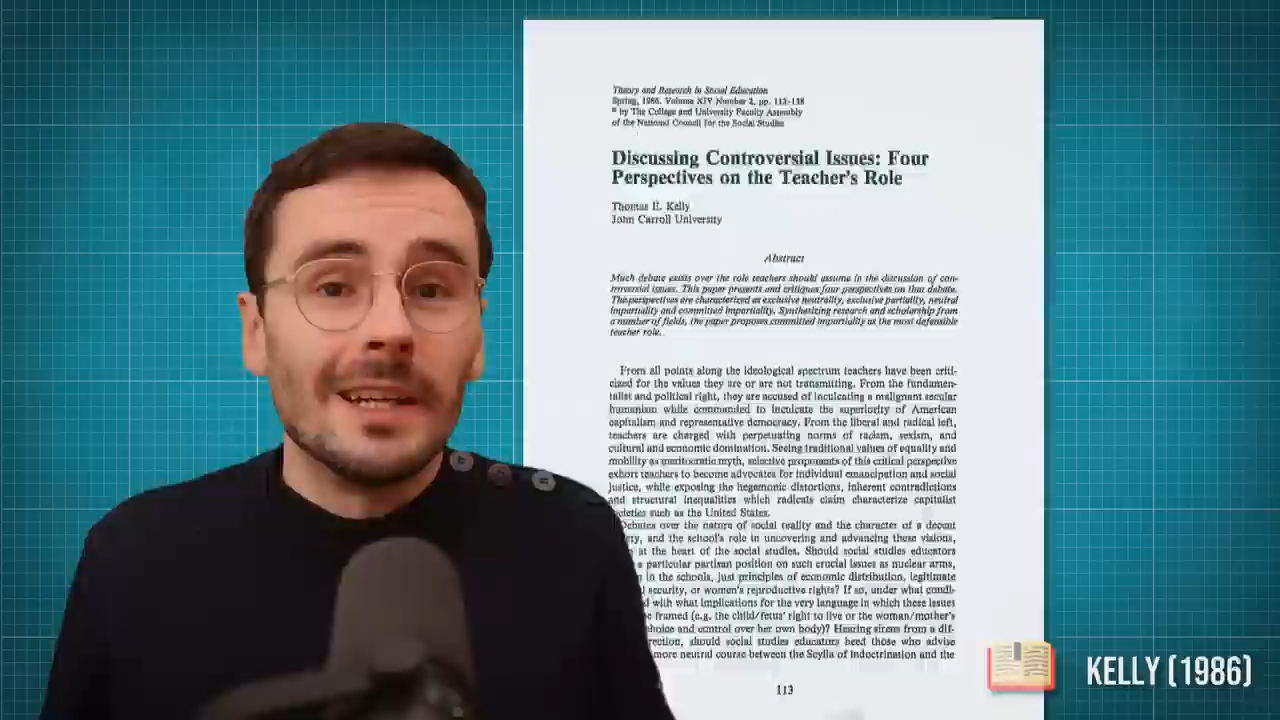 Theory and Research in Social Education
Spring, 1986. Volume XIV Number 2, pp. 113-138
© by The College and University Faculty Assembly
of the National Council for the Social Studies
Discussing Controversial Issues: Four
Perspectives on the Teacher's Role
Thomas E. Kelly
John Carroll University
Abstract
Much debate exists over the role teachers should assume in the discussion of con-
troversial issues. This paper presents and critiques four perspectives on that debate.
The perspectives are characterized as exclusive neutrality, exclusive partiality, neutral
impartiality and committed impartiality. Synthesizing research and scholarship from
a number of fields, the paper proposes committed impartiality as the most defensible
teacher role.
From all points along the ideological spectrum teachers have been criti-
cized for the values they are or are not transmitting. From the fundamen-
talist and political right, they are accused of inculcating a malignant secular
humanism while commanded to inculcate the superiority of American
capitalism and representative democracy. From the liberal and radical left,
teachers are charged with perpetuating norms of racism, sexism, and
cultural and economic domination. Seeing traditional values of equality and
mobility as meritocratic myth, selective proponents of this critical perspective
exhort teachers to become advocates for individual emancipation and social
justice, while exposing the hegemonic distortions, inherent contradictions
and structural inequalities which radicals claim characterize capitalist
societies such as the United States.
Debates over the nature of social reality and the character of a decent
ety, and the school's role in uncovering and advancing these visions,
at the heart of the social studies. Should social studies educators
a particular partisan position on such crucial issues as nuclear arms,
in the schools, just principles of economic distribution, legitimate
security, or women's reproductive rights? If so, under what condi-
d with what implications for the very language in which these issues
e framed (e.g. the child/fetus' right to live or the woman/mother's
choice and control over her own body)? Hearing sirens from a dif-
rection, should social studies educators heed those who advise
more neutral course between the Scylla of indoctrination and the
113
KELLY (1986)